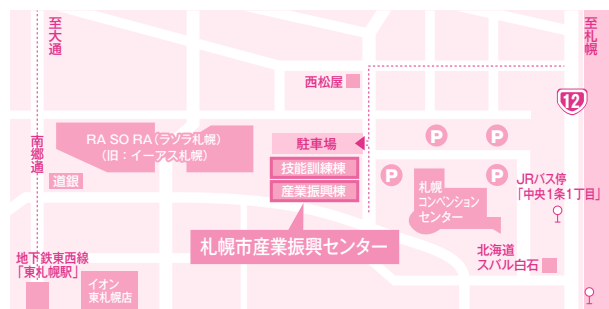 至大通
至札幌
西松屋
12
南郷通
RA SO RA(ラソラ札幌)
(旧：イーアス札幌)
駐車場
P
P
道銀
技能訓練棟
産業振興棟
P
P
札幌
コンベンション
センター
JRバス停
「中央1条1丁目」
札幌市産業振興センター
地下鉄東西線
「東札幌駅」
イオン
東札幌店
北海道
スバル白石